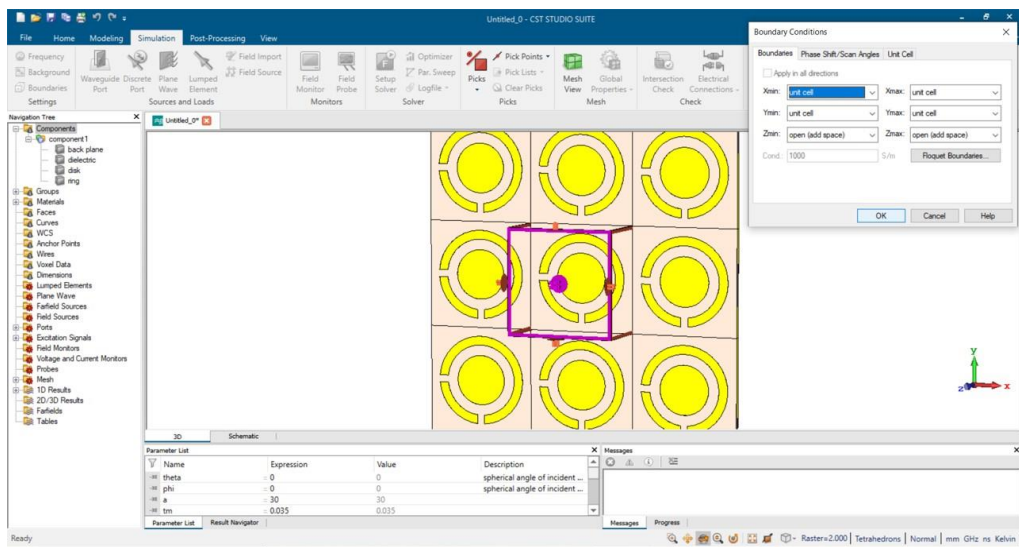 Untitled_0 - CST STUDIO SUITE
File Home Modeling Simulation Post-Processing View
Frequency
Background
Boundaries
Settings
Waveguide Port
Discrete Port
Plane Wave
Lumped Element
Field Import
Field Source
Sources and Loads
Field Monitor
Field Probe
Monitors
Setup Solver
Optimizer
Par. Sweep
Logfile
Solver
Picks
Pick Points
Pick Lists
Clear Picks
Picks
Mesh View
Global Properties
Mesh
Intersection Check
Electrical Connections
Check
Boundary Conditions
Boundaries Phase Shift/Scan Angles Unit Cell
Apply in all directions
Xmin: unit cell Xmax: unit cell
Ymin: unit cell Ymax: unit cell
Zmin: open (add space) Zmax: open (add space)
Cond.: 1000 S/m Floquet Boundaries...
OK Cancel Help
Navigation Tree
Untitled_0*
Components
component1
back plane
dielectric
disk
ring
Groups
Materials
Faces
Curves
WCS
Anchor Points
Wires
Voxel Data
Dimensions
Lumped Elements
Plane Wave
Farfield Sources
Field Sources
Ports
Excitation Signals
Field Monitors
Voltage and Current Monitors
Probes
Mesh
1D Results
2D/3D Results
Farfields
Tables
y
z
x
3D Schematic
Parameter List
Name Expression Value Description
theta = 0 0 spherical angle of incident ...
phi = 0 0 spherical angle of incident ...
a = 30 30
tm = 0.035 0.035
Parameter List Result Navigator
Messages
Messages Progress
Ready
Raster=2.000 Tetrahedrons Normal mm GHz ns Kelvin